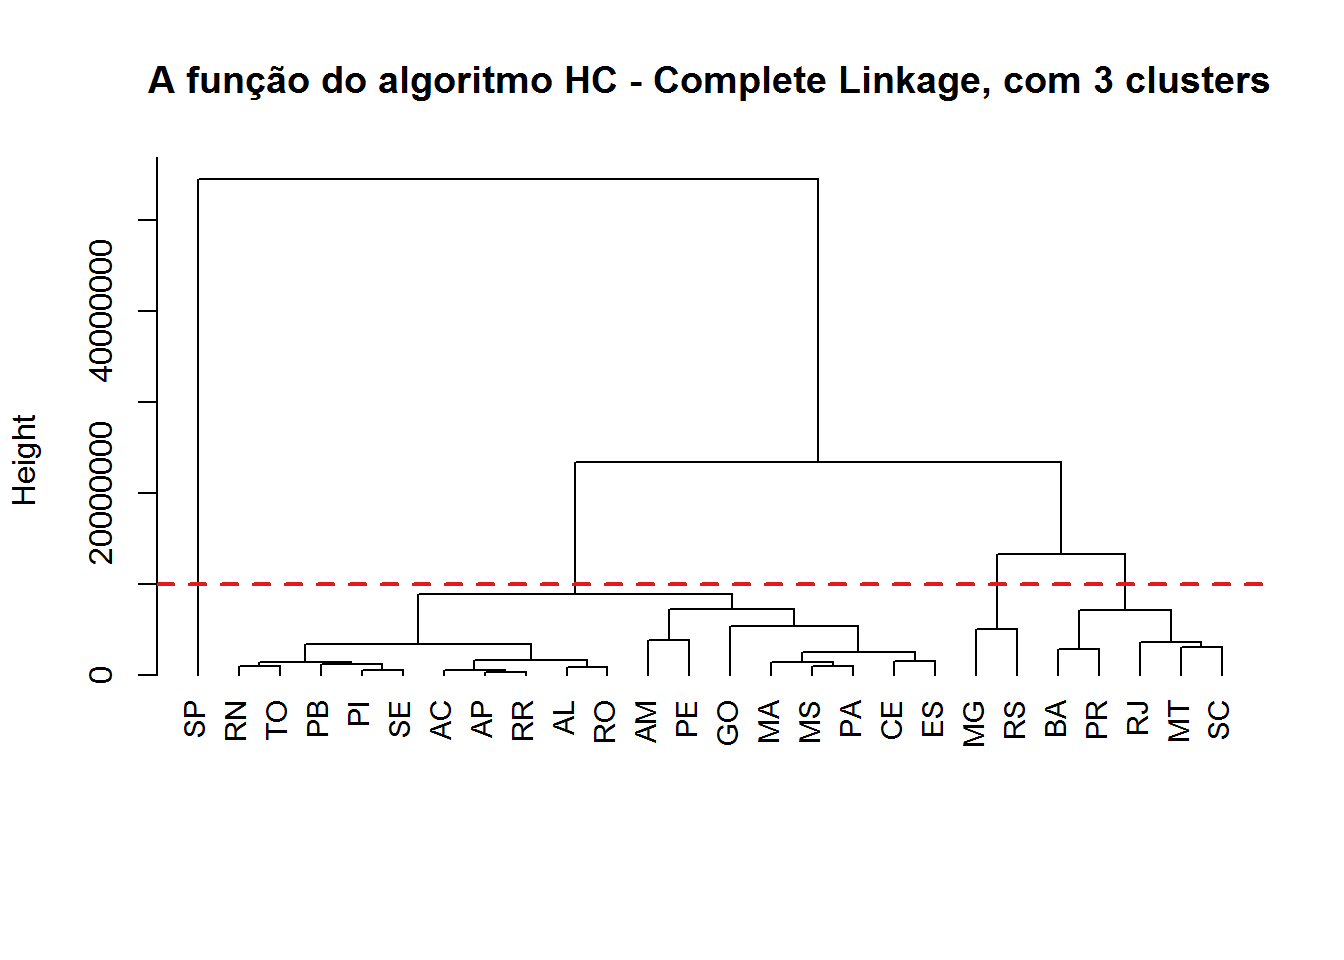 A função do algoritmo HC - Complete Linkage, com 3 clusters
Height
40000000
20000000
0
SP RN TO PB PI SE AC AP RR AL RO AM PE GO MA MS PA CE ES MG RS BA PR RJ MT SC